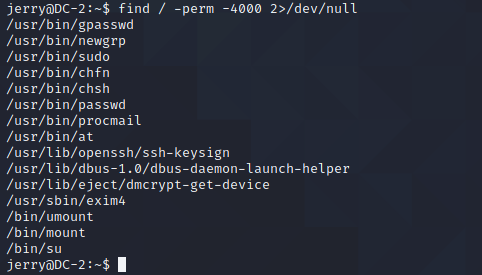 jerry@DC-2:~$ find / -perm -4000 2>/dev/null
/usr/bin/gpasswd
/usr/bin/newgrp
/usr/bin/sudo
/usr/bin/chfn
/usr/bin/chsh
/usr/bin/passwd
/usr/bin/procmail
/usr/bin/at
/usr/lib/openssh/ssh-keysign
/usr/lib/dbus-1.0/dbus-daemon-launch-helper
/usr/lib/eject/dmcrypt-get-device
/usr/sbin/exim4
/bin/umount
/bin/mount
/bin/su
jerry@DC-2:~$